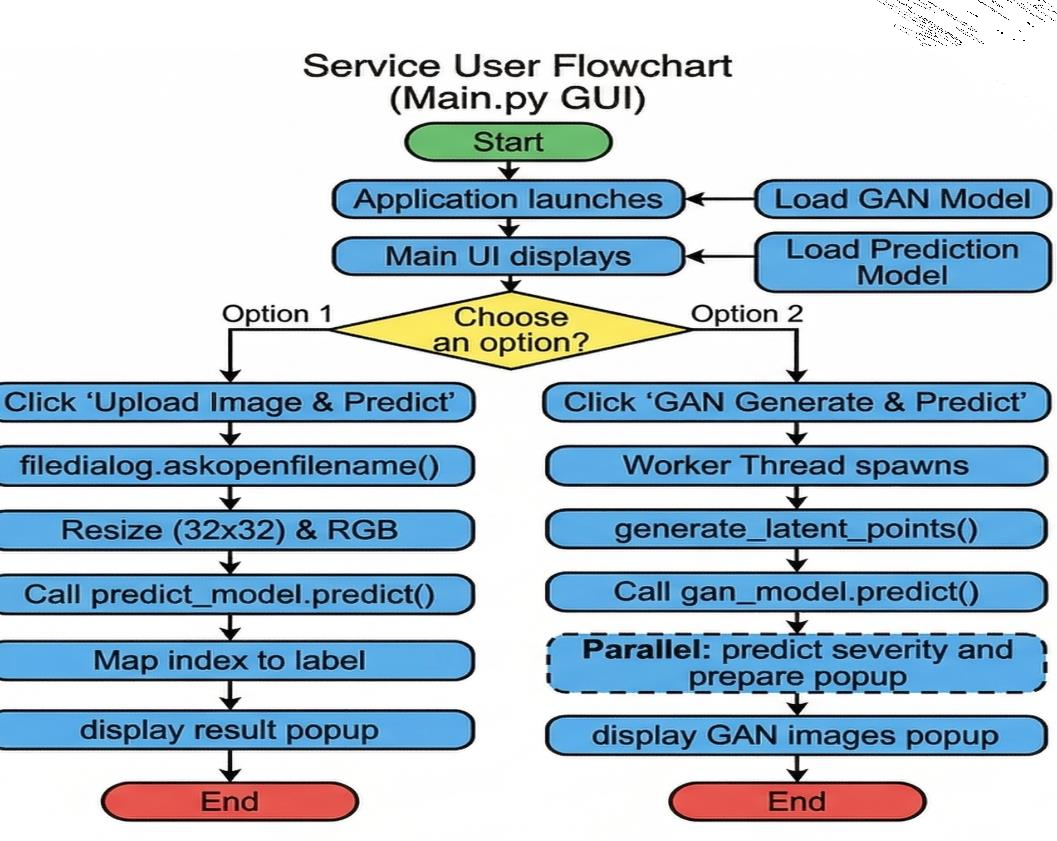 Service User Flowchart
(Main.py GUI)
Start
Application launches
Load GAN Model
Main UI displays
Load Prediction
Model
Option 1
Choose
an option?
Option 2
Click ‘Upload Image & Predict’
filedialog.askopenfilename()
Resize (32x32) & RGB
Call predict_model.predict()
Map index to label
display result popup
End
Click ‘GAN Generate & Predict’
Worker Thread spawns
generate_latent_points()
Call gan_model.predict()
Parallel: predict severity and
prepare popup
display GAN images popup
End